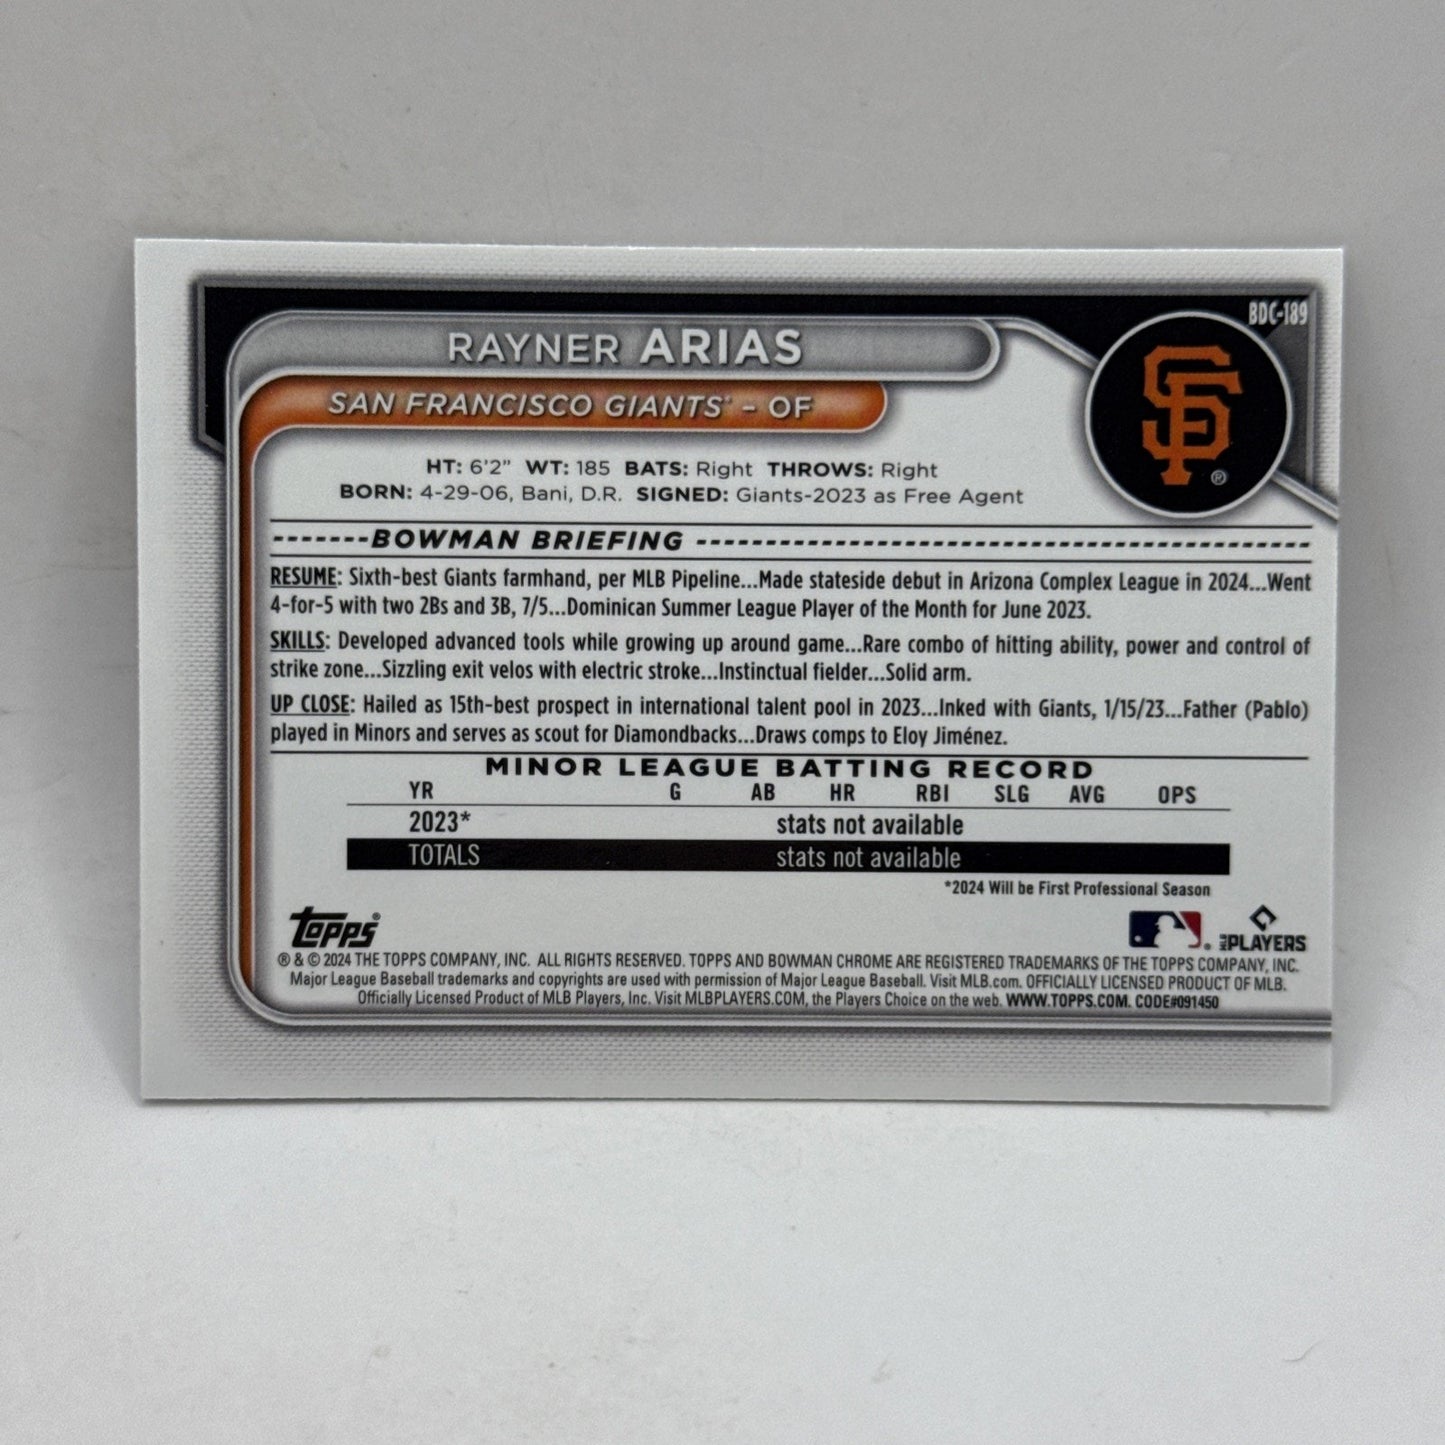 BDC-189
RAYNER ARIAS
SAN FRANCISCO GIANTS® - OF
SF ®
HT: 6'2" WT: 185 BATS: Right THROWS: Right
BORN: 4-29-06, Bani, D.R. SIGNED: Giants-2023 as Free Agent
-------BOWMAN BRIEFING --------------------------------------------
RESUME: Sixth-best Giants farmhand, per MLB Pipeline...Made stateside debut in Arizona Complex League in 2024...Went
4-for-5 with two 2Bs and 3B, 7/5...Dominican Summer League Player of the Month for June 2023.
SKILLS: Developed advanced tools while growing up around game...Rare combo of hitting ability, power and control of
strike zone...Sizzling exit velos with electric stroke...Instinctual fielder...Solid arm.
UP CLOSE: Hailed as 15th-best prospect in international talent pool in 2023...Inked with Giants, 1/15/23...Father (Pablo)
played in Minors and serves as scout for Diamondbacks...Draws comps to Eloy Jiménez.
MINOR LEAGUE BATTING RECORD
YR G AB HR RBI SLG AVG OPS
2023* stats not available
TOTALS stats not available
*2024 Will be First Professional Season
Topps® ® MLB PLAYERS
® & © 2024 THE TOPPS COMPANY, INC. ALL RIGHTS RESERVED. TOPPS AND BOWMAN CHROME ARE REGISTERED TRADEMARKS OF THE TOPPS COMPANY, INC.
Major League Baseball trademarks and copyrights are used with permission of Major League Baseball. Visit MLB.com. OFFICIALLY LICENSED PRODUCT OF MLB.
Officially Licensed Product of MLB Players, Inc. Visit MLBPLAYERS.COM, the Players Choice on the web. WWW.TOPPS.COM. CODE#091450